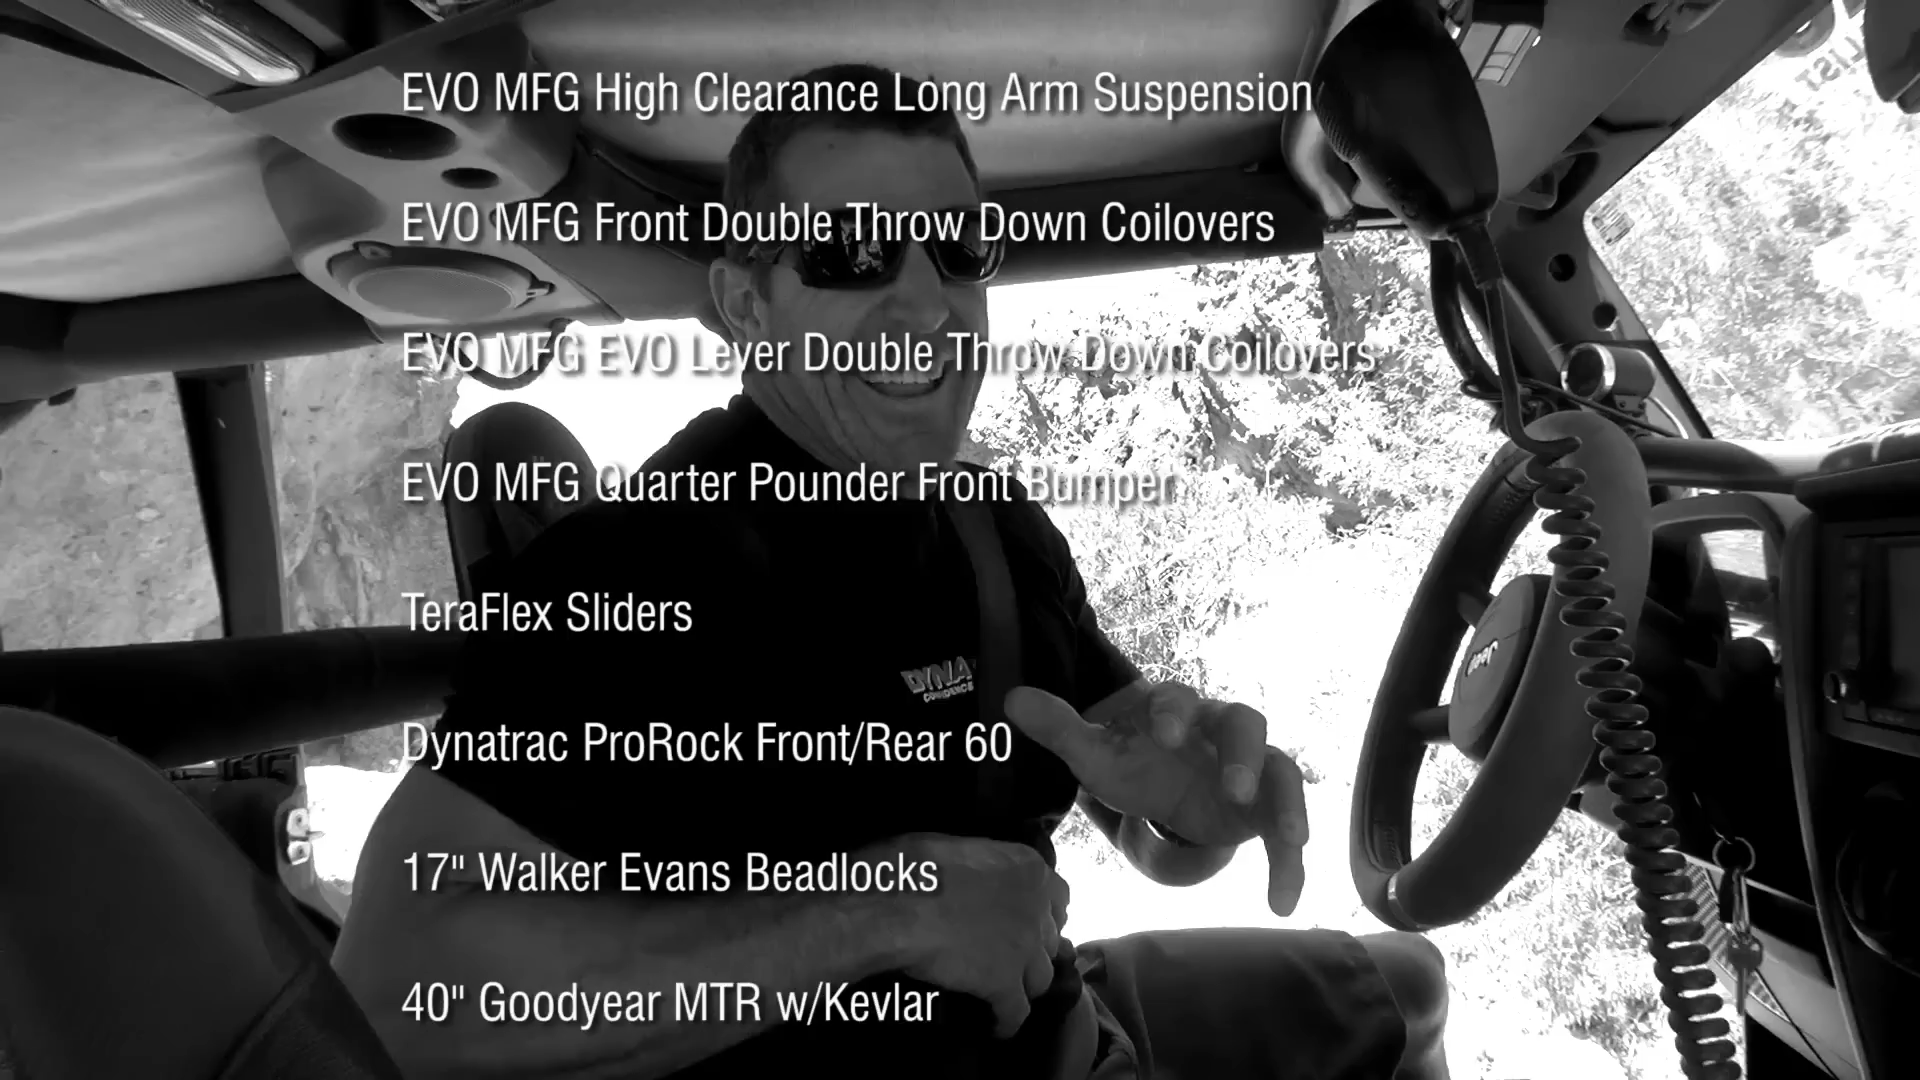 EVO MFG High Clearance Long Arm Suspension
EVO MFG Front Double Throw Down Coilovers
EVO MFG EVO Lever Double Throw Down Coilovers
EVO MFG Quarter Pounder Front Bumper
TeraFlex Sliders
DYNA
Dynatrac ProRock Front/Rear 60
17" Walker Evans Beadlocks
40" Goodyear MTR w/Kevlar
Jeep